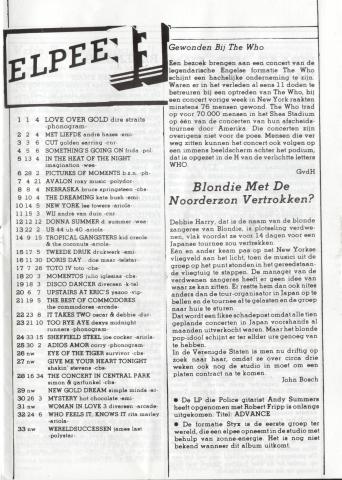 ELPEE
1 1 4 LOVE OVER GOLD dire straits
-phonogram-
2 2 4 MET LIEFDE andré hazes -emi-
3 3 6 CUT golden earring -cnr-
4 5 6 SOMETHING'S GOING ON frida -pol.
5 13 4 IN THE HEAT OF THE NIGHT
imagination -wea-
6 28 2 PICTURES OF MOMENTS b.z.n. -ph-
7 4 21 AVALON roxy music -polydor-
8 8 4 NEBRASKA bruce springsteen -cbs-
9 10 4 THE DREAMING kate bush -emi-
10 14 5 NEW YORK lee towers -ariola-
11 15 3 WIJ andré van duin -cnr-
12 12 12 DONNA SUMMER d. summer -wea-
13 22 2 UB 44 ub 40 -ariola-
14 9 15 TROPICAL GANGSTERS kid creole
& the coconuts -ariola-
15 17 5 TWEEDE DRUK drukwerk -emi-
16 11 30 DORIS DAY doe maar -telstar-
17 7 26 TOTO IV toto -cbs-
18 20 3 MOMENTOS julio iglesias -cbs-
19 18 3 DISCO DANCER diversen -k-tel
20 6 7 UPSTAIRS AT ERIC'S yazoo -vip-
21 19 5 THE BEST OF COMMODORES
the commodores -arcade-
22 23 8 IT TAKES TWO oscar & debbie -dur-
23 21 10 TOO RYE AYE dexys midnight
runners -phonogram-
24 33 15 SHEFFIELD STEEL joe cocker -ariola-
25 30 2 ADIOS AMOR corry -phonogram-
26 nw EYE OF THE TIGER survivor -cbs-
27 nw GIVE ME YOUR HEART TONIGHT
shakin' stevens -cbs-
28 16 34 THE CONCERT IN CENTRAL PARK
simon & garfunkel -cbs-
29 nw NEW GOLD DREAM simple minds
30 26 3 MYSTERY hot chocolate -emi-
31 nw WOMAN IN LOVE 3 diversen -arcade-
32 24 6 WHO FEELS IT, KNOWS IT rita marley
-ariola-
33 nw WERELDSUCCESSEN james last
-polystar-
Gewonden Bij The Who
Een bezoek brengen aan een concert van de
legendarische Engelse formatie The Who
schijnt een hachelijke onderneming te zijn.
Waren er in het verleden al eens 11 doden te
betreuren bij een optreden van The Who, bij
een concert vorige week in New York raakten
minstens 76 mensen gewond. The Who trad
op voor 70.000 mensen in het Shea Stadium
op één van de concerten van hun afscheids-
tournee door Amerika. Die concerten zijn
overigens niet voor de poes. Mensen die ver
weg zitten kunnen het concert ook volgen op
een immens beeldscherm achter het podium,
dat is opgezet in de H van de verlichte letters
WHO.
GvdH
Blondie Met De
Noorderzon Vertrokken?
Debbie Harry, dat is de naam van de blonde
zangeres van Blondie, is plotseling verdwe-
nen, vlak voordat ze voor 14 dagen voor een
Japanse tournee zou vertrekken.
Eén en ander kwam pas op het New Yorkse
vliegveld aan het licht, toen de musici uit de
groep op het punt stonden in het gereedstaan-
de vliegtuig te stappen. De manager van de
verdwenen zangeres heeft er geen idee van
waar ze kan zitten. Er restte hem dan ook niets
anders dan de tour-organisator in Japan op te
bellen en de tournee af te gelasten en de groep
naar huis te sturen.
Dat wordt een fikse schadepost omdat alle tien
geplande concerten in Japan voorshands al
maanden uitverkocht waren. Maar het blonde
pop-idool schijnt er ter elfder ure genoeg van
te hebben.
In de Verenigde Staten is men nu driftig op
zoek naar haar, omdat ze over circa drie
weken ook nog de studio in moet om een
platen contract na te komen.
John Bosch
● De LP die Police gitarist Andy Summers
heeft opgenomen met Robert Fripp is onlangs
uitgekomen. Titel: ADVANCE
● De formatie Styx is de eerste groep ter
wereld, die een elpee opneemt in de studio met
behulp van zonne-energie. Het is nog niet
bekend wanneer dit album uitkomt.